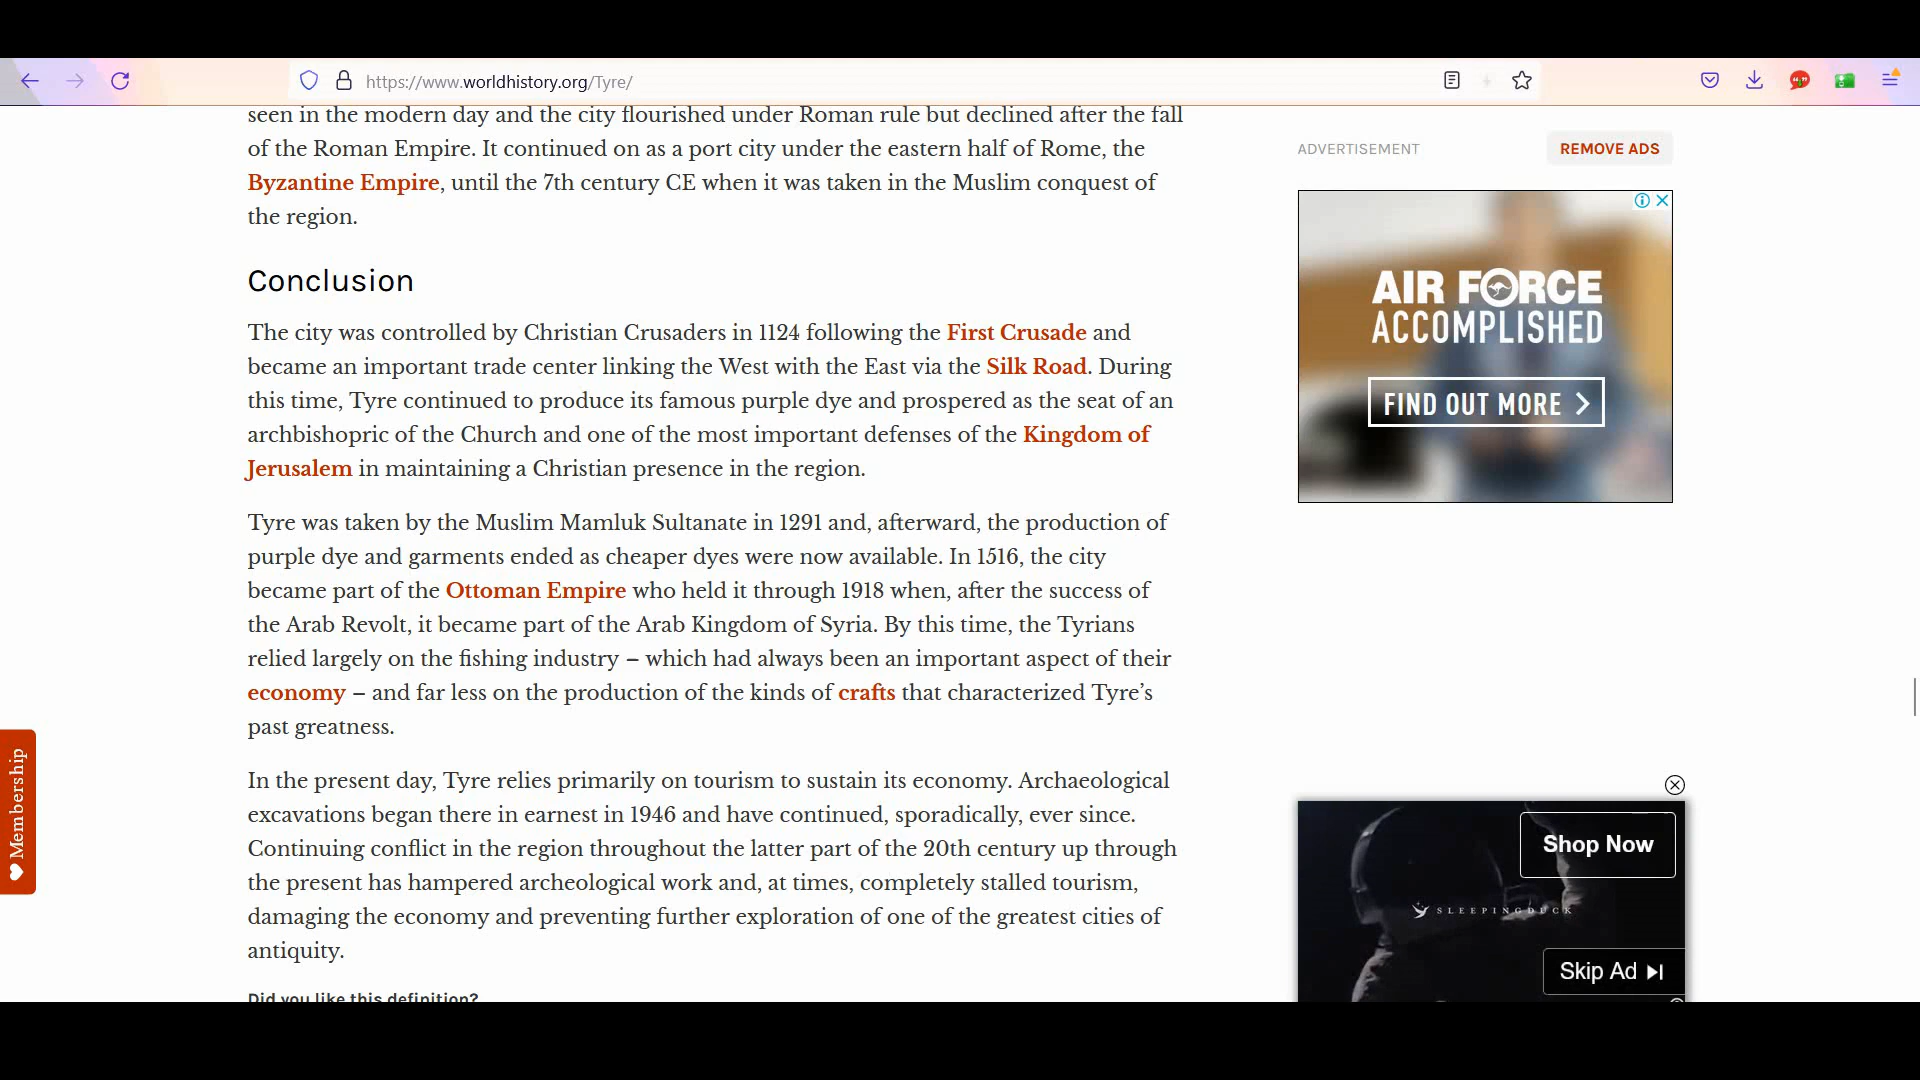 https://www.worldhistory.org/Tyre/
seen in the modern day and the city flourished under Roman rule but declined after the fall
of the Roman Empire. It continued on as a port city under the eastern half of Rome, the
Byzantine Empire, until the 7th century CE when it was taken in the Muslim conquest of
the region.
Conclusion
The city was controlled by Christian Crusaders in 1124 following the First Crusade and
became an important trade center linking the West with the East via the Silk Road. During
this time, Tyre continued to produce its famous purple dye and prospered as the seat of an
archbishopric of the Church and one of the most important defenses of the Kingdom of
Jerusalem in maintaining a Christian presence in the region.
Tyre was taken by the Muslim Mamluk Sultanate in 1291 and, afterward, the production of
purple dye and garments ended as cheaper dyes were now available. In 1516, the city
became part of the Ottoman Empire who held it through 1918 when, after the success of
the Arab Revolt, it became part of the Arab Kingdom of Syria. By this time, the Tyrians
relied largely on the fishing industry – which had always been an important aspect of their
economy – and far less on the production of the kinds of crafts that characterized Tyre’s
past greatness.
In the present day, Tyre relies primarily on tourism to sustain its economy. Archaeological
excavations began there in earnest in 1946 and have continued, sporadically, ever since.
Continuing conflict in the region throughout the latter part of the 20th century up through
the present has hampered archeological work and, at times, completely stalled tourism,
damaging the economy and preventing further exploration of one of the greatest cities of
antiquity.
Did you like this definition?
Membership
ADVERTISEMENT
REMOVE ADS
AIR FORCE
ACCOMPLISHED
FIND OUT MORE
Shop Now
SLEEPINGDUCK
Skip Ad